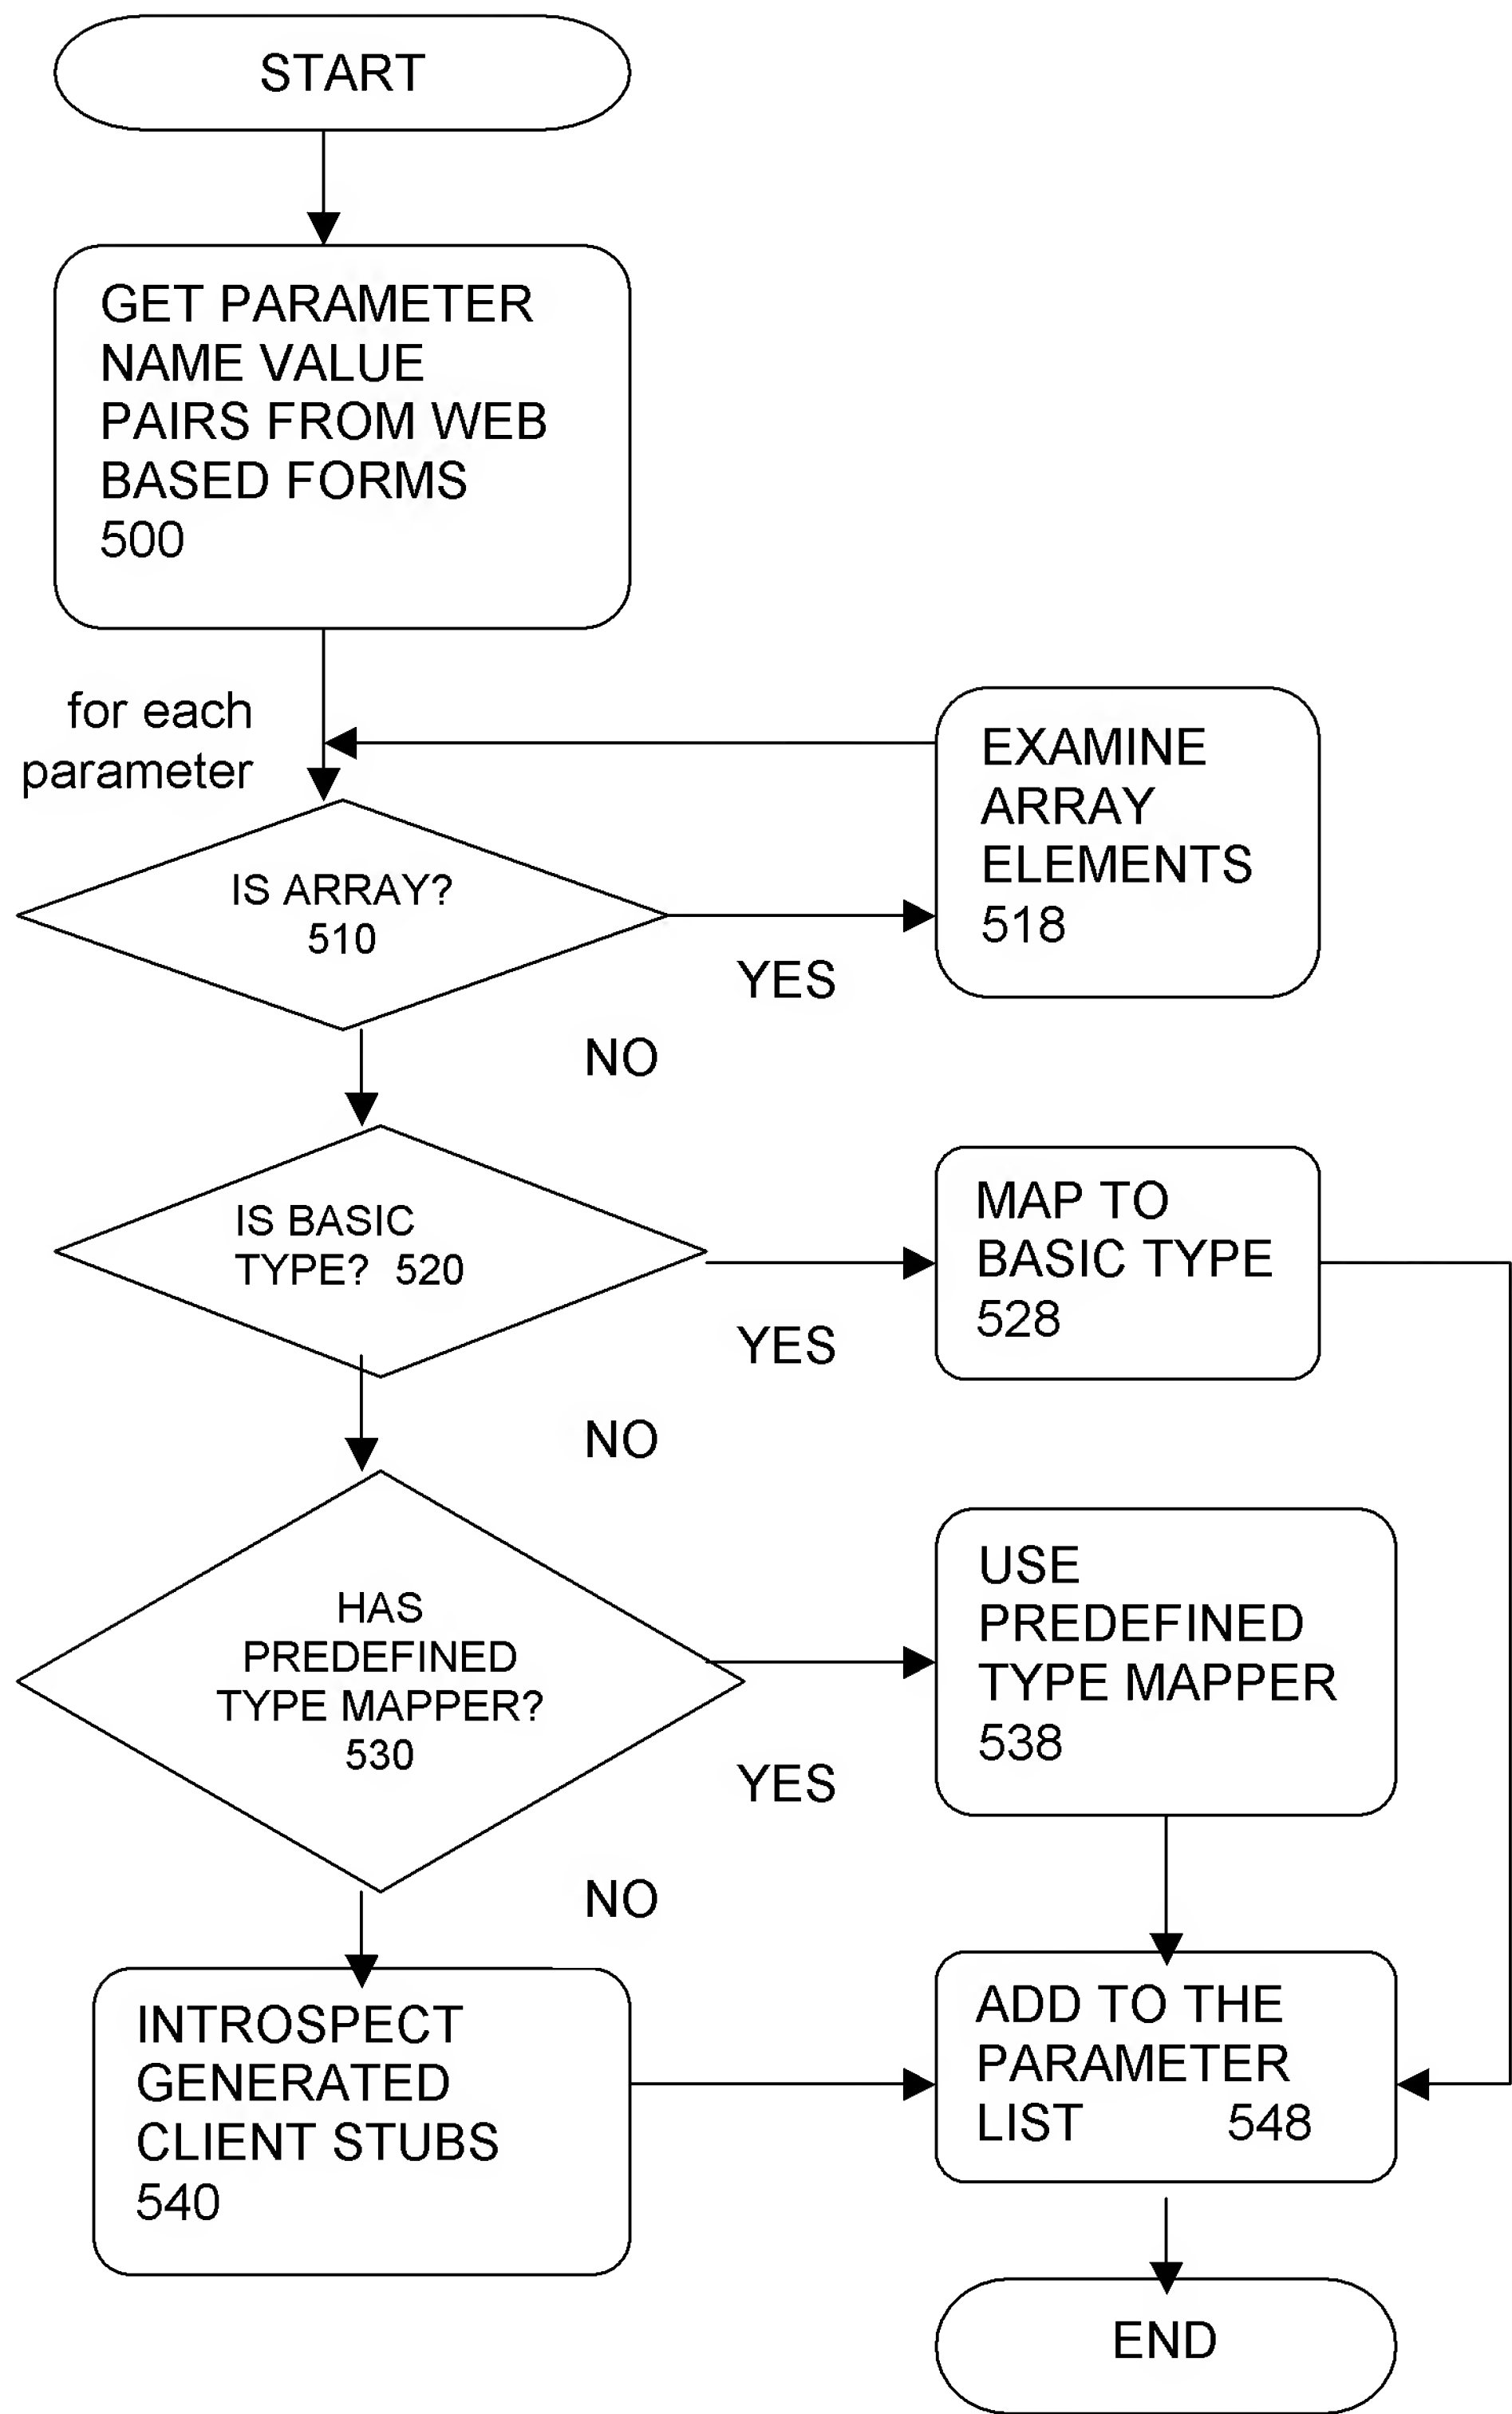 START
GET PARAMETER
NAME VALUE
PAIRS FROM WEB
BASED FORMS
500
for each
parameter
EXAMINE
ARRAY
ELEMENTS
518
IS ARRAY?
510
YES
NO
IS BASIC
TYPE? 520
MAP TO
BASIC TYPE
528
YES
NO
HAS
PREDEFINED
TYPE MAPPER?
530
USE
PREDEFINED
TYPE MAPPER
538
YES
NO
INTROSPECT
GENERATED
CLIENT STUBS
540
ADD TO THE
PARAMETER
LIST 548
END